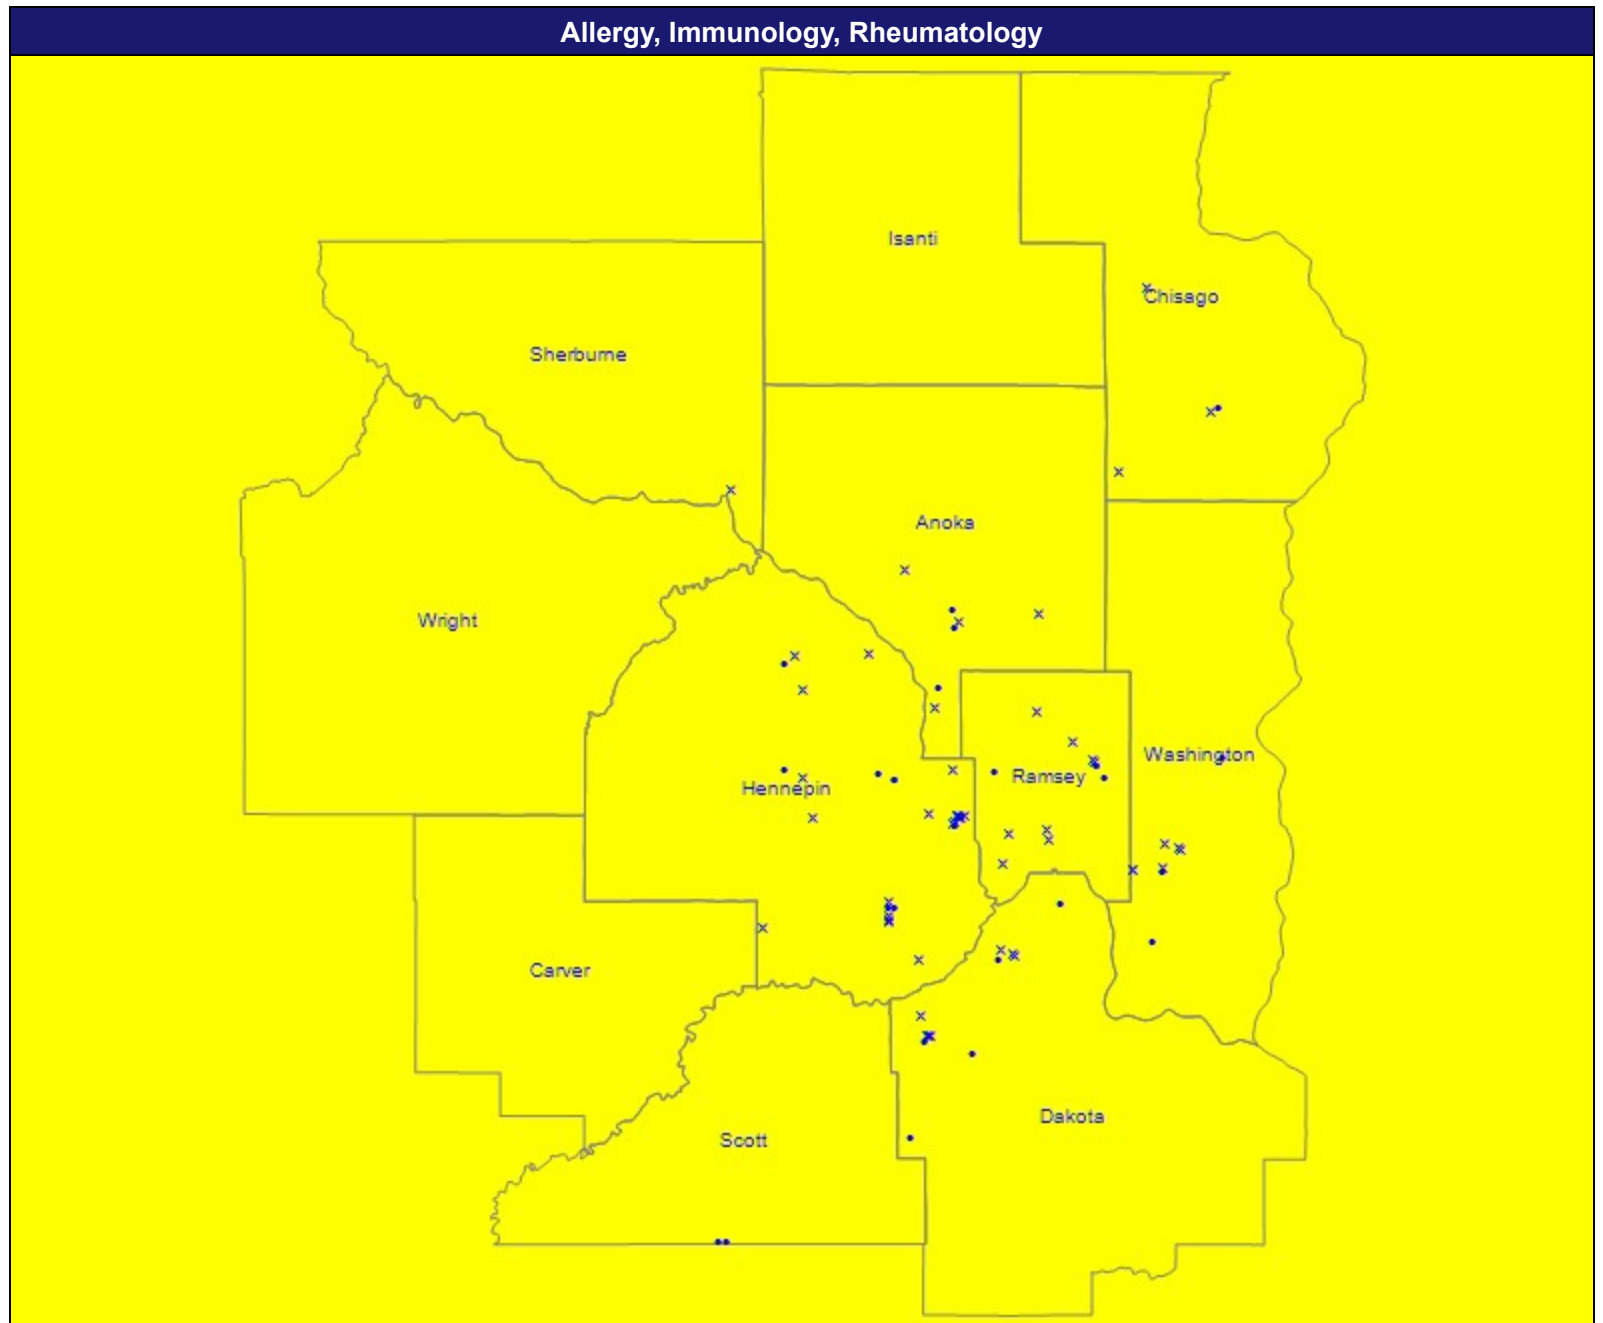 Allergy, Immunology, Rheumatology
Isanti
Chisago
Sherburne
Anoka
Wright
Washington
Ramsey
Hennepin
Carver
Dakota
Scott